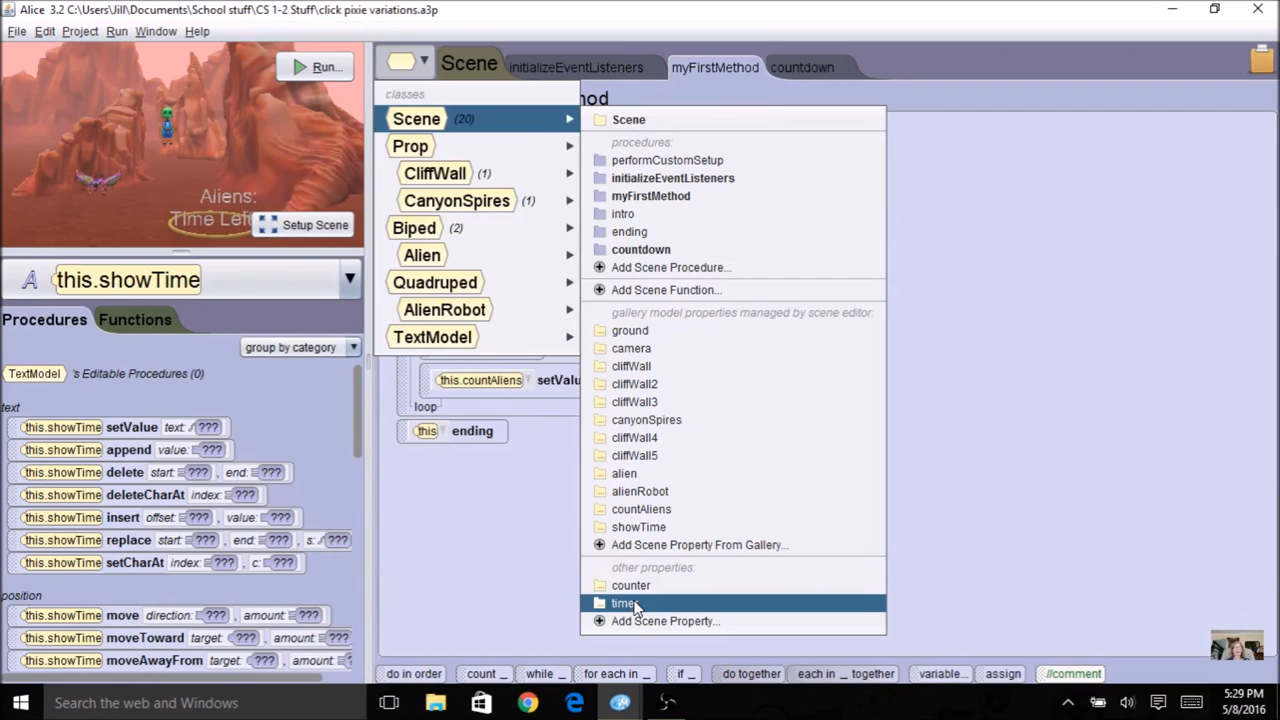 Alice 3.2 C:\Users\Jill\Documents\School stuff\CS 1-2 Stuff\click pixie variations.a3p
File Edit Project Run Window Help
Run...
Aliens:
Time Left
Setup Scene
this.showTime
Procedures Functions
group by category
TextModel 's Editable Procedures (0)
text
this.showTime setValue text: ???
this.showTime append value: ???
this.showTime delete start: ??? , end: ???
this.showTime deleteCharAt index: ???
this.showTime insert offset: ??? , value: ???
this.showTime replace start: ??? , end: ??? , s: ???
this.showTime setCharAt index: ??? , c: ???
position
this.showTime move direction: ??? , amount: ???
this.showTime moveToward target: ??? , amount: ???
this.showTime moveAwayFrom target: ??? , amount:
Scene initializeEventListeners myFirstMethod countdown
classes
Scene (20)
Prop
CliffWall (1)
CanyonSpires (1)
Biped (2)
Alien
Quadruped
AlienRobot
TextModel
Scene
procedures:
performCustomSetup
initializeEventListeners
myFirstMethod
intro
ending
countdown
Add Scene Procedure...
Add Scene Function...
gallery model properties managed by scene editor:
ground
camera
cliffWall
cliffWall2
cliffWall3
canyonSpires
cliffWall4
cliffWall5
alien
alienRobot
countAliens
showTime
Add Scene Property From Gallery...
other properties:
counter
Add Scene Property...
this.countAliens
loop
this ending
do in order count _ while _ for each in _ if _ do together each in _ together variable... assign //comment
Search the web and Windows
5:29 PM
5/8/2016